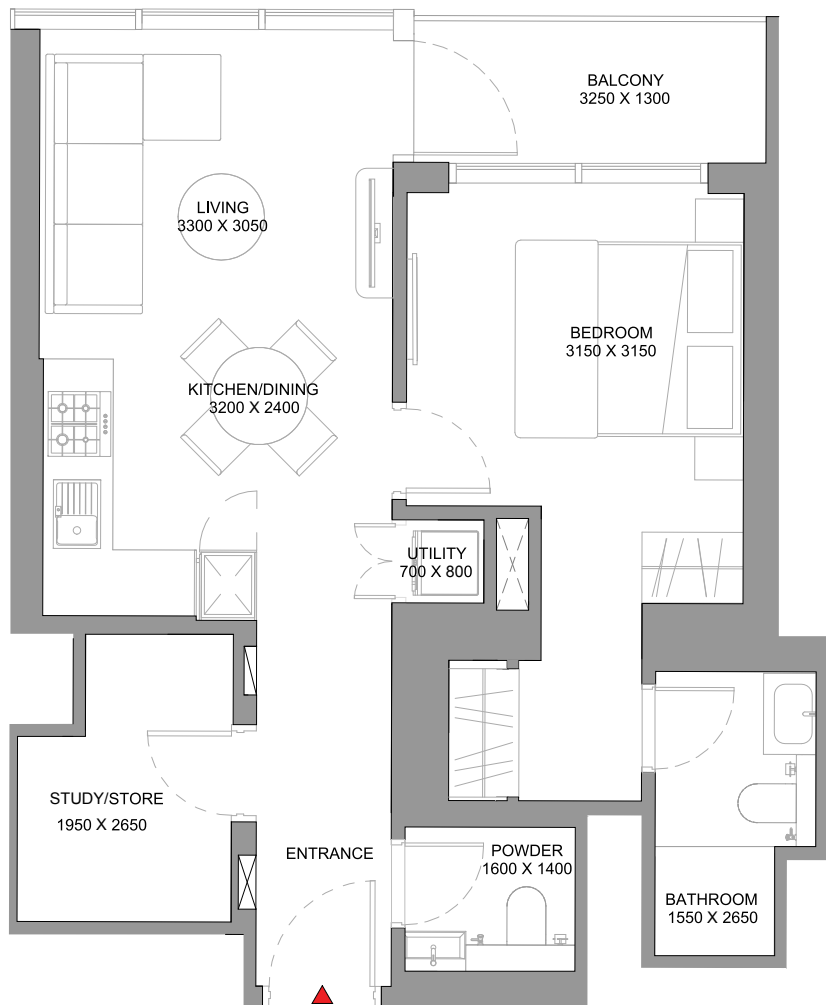 BALCONY
3250 X 1300
LIVING
3300 X 3050
BEDROOM
3150 X 3150
KITCHEN/DINING
3200 X 2400
UTILITY
700 X 800
STUDY/STORE
1950 X 2650
ENTRANCE
POWDER
1600 X 1400
BATHROOM
1550 X 2650